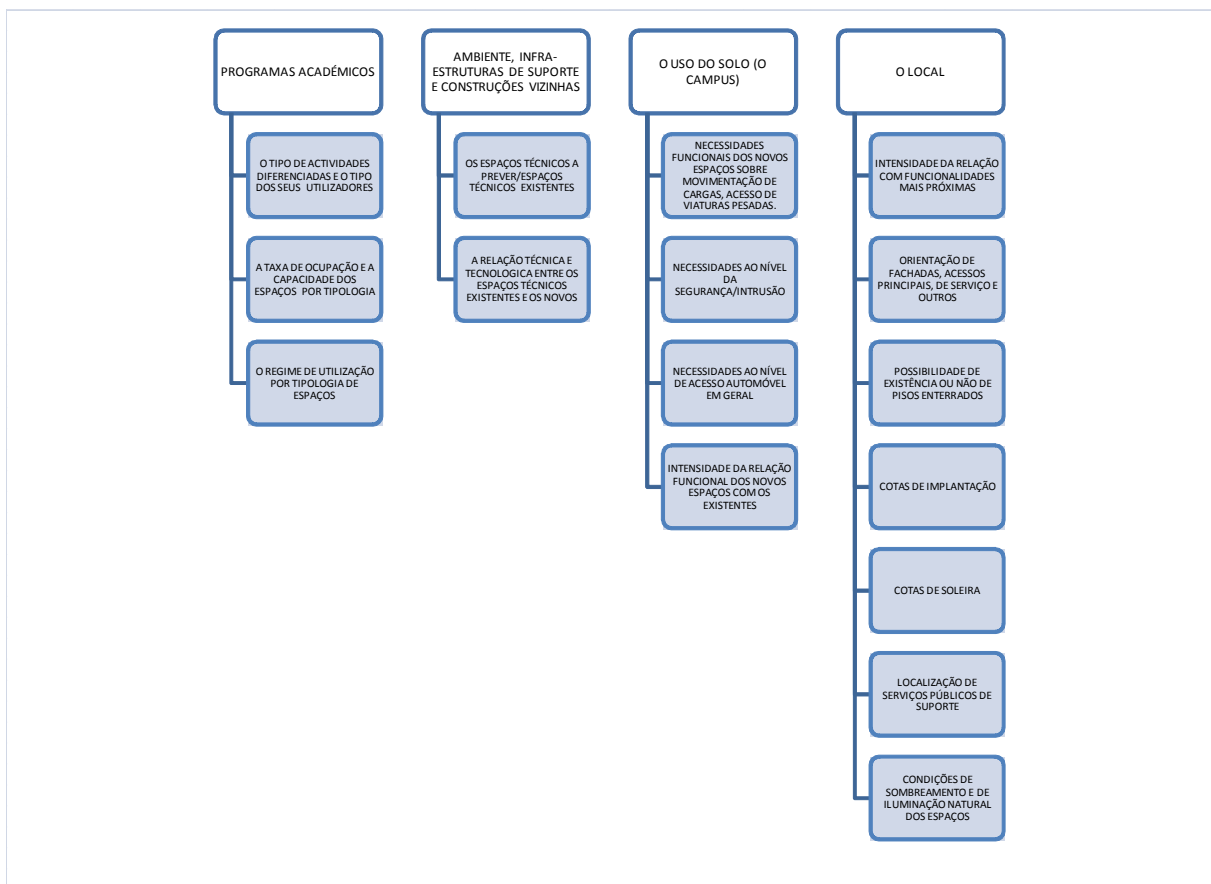 PROGRAMAS ACADÉMICOS
O TIPO DE ACTIVIDADES
DIFERENCIADAS E O TIPO
DOS SEUS UTILIZADORES
A TAXA DE OCUPAÇÃO E A
CAPACIDADE DOS
ESPAÇOS POR TIPOLOGIA
O REGIME DE UTILIZAÇÃO
POR TIPOLOGIA DE
ESPAÇOS
AMBIENTE, INFRA-
ESTRUTURAS DE SUPORTE
E CONSTRUÇÕES VIZINHAS
OS ESPAÇOS TÉCNICOS A
PREVER/ESPAÇOS
TÉCNICOS EXISTENTES
A RELAÇÃO TÉCNICA E
TECNOLOGICA ENTRE OS
ESPAÇOS TÉCNICOS
EXISTENTES E OS NOVOS
O USO DO SOLO (O
CAMPUS)
NECESSIDADES
FUNCIONAIS DOS NOVOS
ESPAÇOS SOBRE
MOVIMENTAÇÃO DE
CARGAS, ACESSO DE
VIATURAS PESADAS.
NECESSIDADES AO NÍVEL
DA
SEGURANÇA/INTRUSÃO
NECESSIDADES AO NÍVEL
DE ACESSO AUTOMÓVEL
EM GERAL
INTENSIDADE DA RELAÇÃO
FUNCIONAL DOS NOVOS
ESPAÇOS COM OS
EXISTENTES
O LOCAL
INTENSIDADE DA RELAÇÃO
COM FUNCIONALIDADES
MAIS PRÓXIMAS
ORIENTAÇÃO DE
FACHADAS, ACESSOS
PRINCIPAIS, DE SERVIÇO E
OUTROS
POSSIBILIDADE DE
EXISTÊNCIA OU NÃO DE
PISOS ENTERRADOS
COTAS DE IMPLANTAÇÃO
COTAS DE SOLEIRA
LOCALIZAÇÃO DE
SERVIÇOS PÚBLICOS DE
SUPORTE
CONDIÇÕES DE
SOMBREAMENTO E DE
ILUMINAÇÃO NATURAL
DOS ESPAÇOS